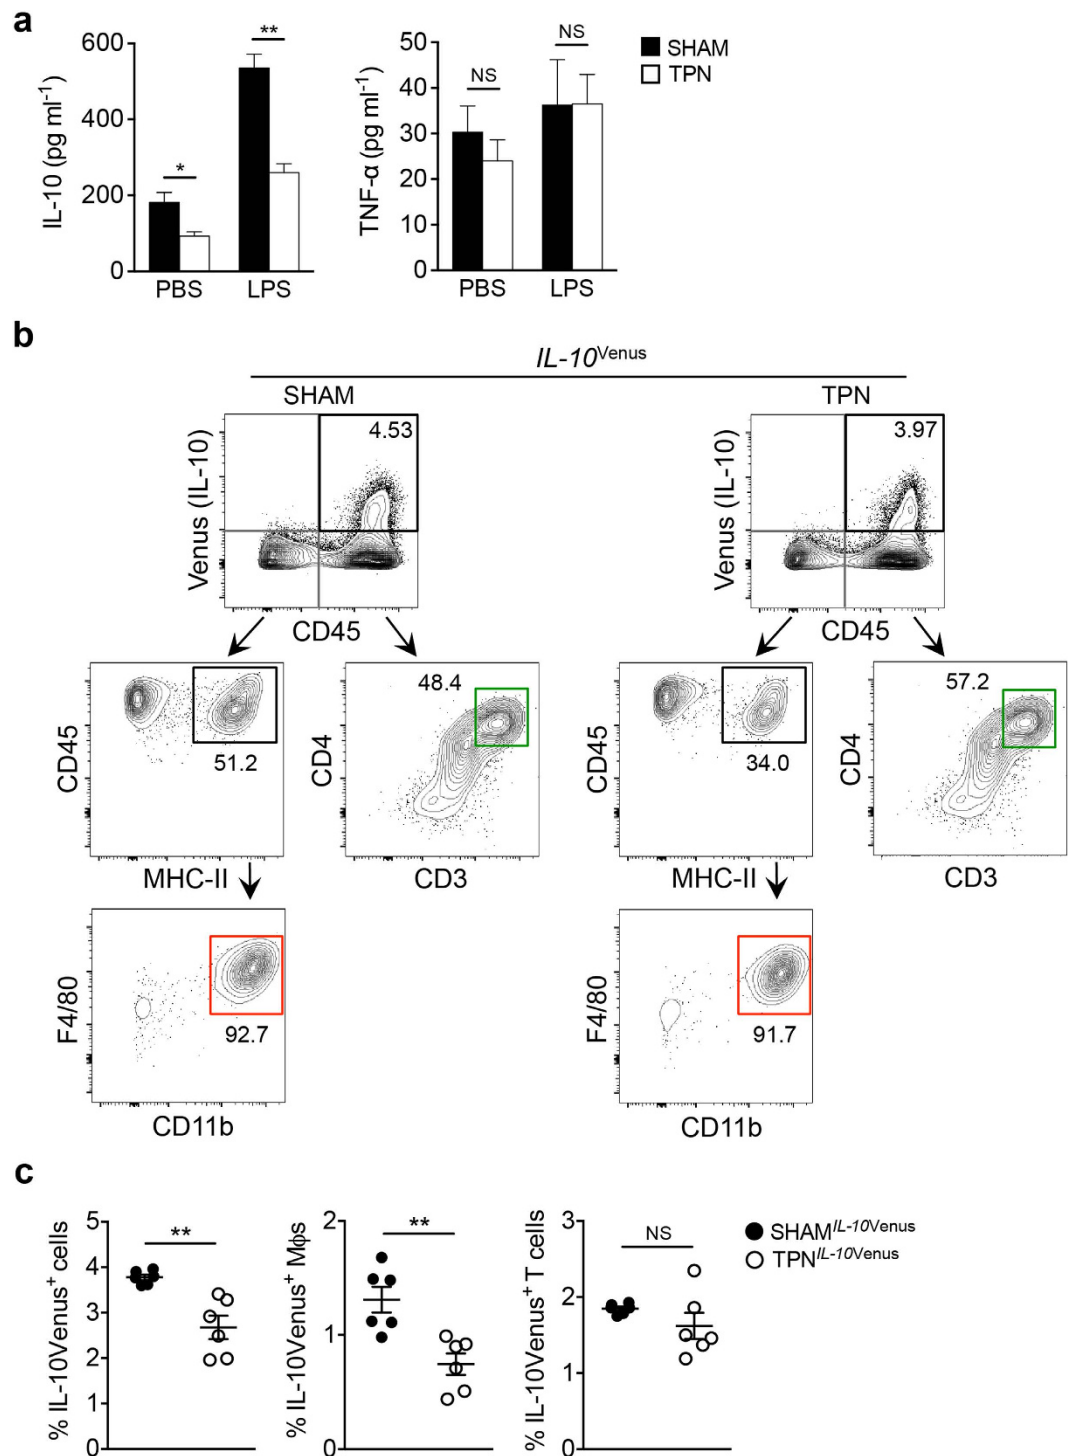 a
600
400
200
0
IL-10 (pg ml⁻¹)
*
**
PBS
LPS
50
40
30
20
10
0
TNF-α (pg ml⁻¹)
NS
NS
PBS
LPS
SHAM
TPN
b
IL-10Venus
SHAM
TPN
Venus (IL-10)
4.53
CD45
Venus (IL-10)
3.97
CD45
CD45
51.2
MHC-II
CD4
48.4
CD3
CD45
34.0
MHC-II
CD4
57.2
CD3
F4/80
92.7
CD11b
F4/80
91.7
CD11b
c
% IL-10Venus⁺ cells
5
4
3
2
1
0
**
% IL-10Venus⁺ Mφs
2
1
0
**
% IL-10Venus⁺ T cells
3
2
1
0
NS
SHAMIL-10Venus
TPNIL-10Venus